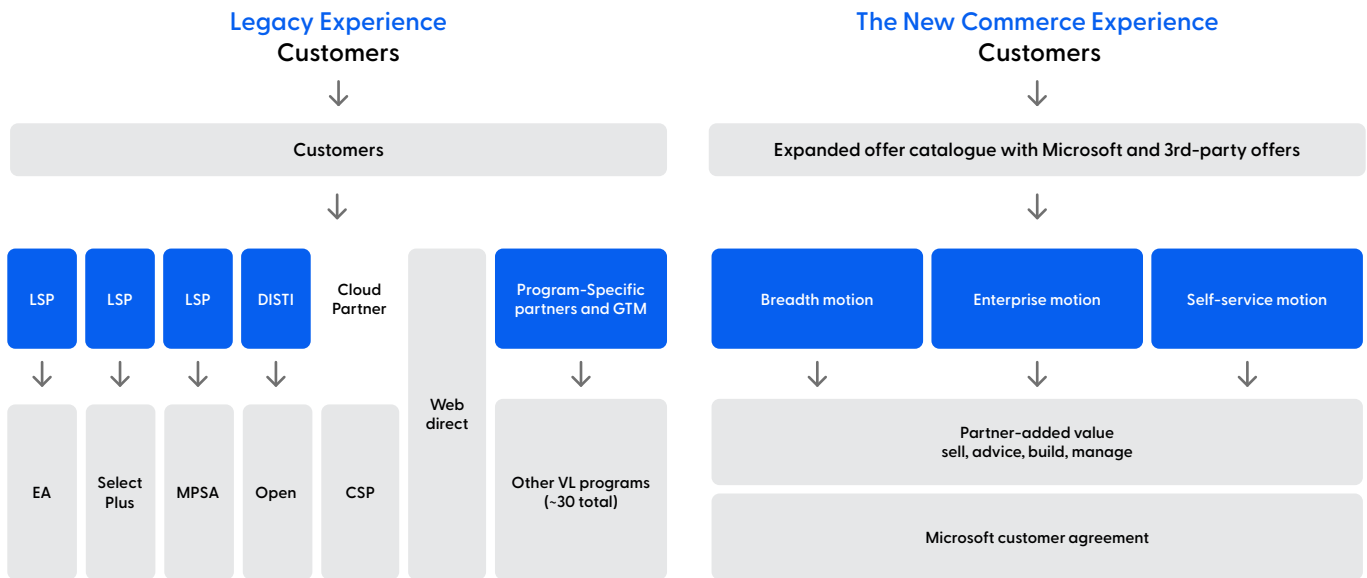 Legacy Experience
Customers
Customers
LSP
LSP
LSP
DISTI
Cloud
Partner
Program-Specific
partners and GTM
EA
Select
Plus
MPSA
Open
CSP
Web
direct
Other VL programs
(~30 total)
The New Commerce Experience
Customers
Expanded offer catalogue with Microsoft and 3rd-party offers
Breadth motion
Enterprise motion
Self-service motion
Partner-added value
sell, advice, build, manage
Microsoft customer agreement